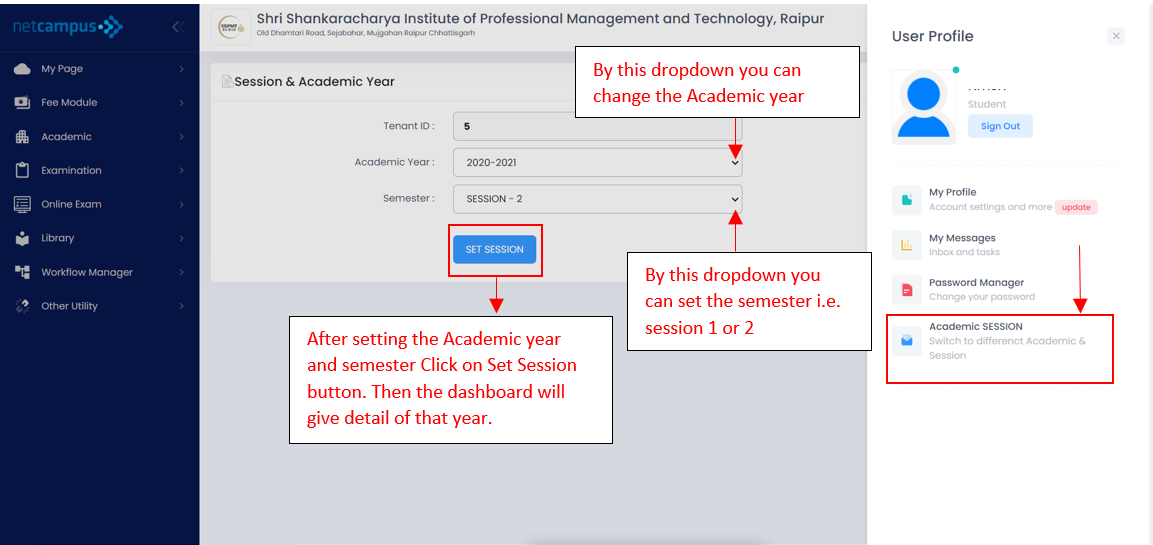 netcampus
My Page
Fee Module
Academic
Examination
Online Exam
Library
Workflow Manager
Other Utility
SSIPMT
RAIPUR
Shri Shankaracharya Institute of Professional Management and Technology, Raipur
Old Dhamtari Road, Sejabahar, Mujgahan Raipur Chhattisgarh
Session & Academic Year
Tenant ID : 5
Academic Year : 2020-2021
Semester : SESSION - 2
SET SESSION
By this dropdown you can
change the Academic year
By this dropdown you
can set the semester i.e.
session 1 or 2
After setting the Academic year
and semester Click on Set Session
button. Then the dashboard will
give detail of that year.
User Profile
Student
Sign Out
My Profile
Account settings and more update
My Messages
Inbox and tasks
Password Manager
Change your password
Academic SESSION
Switch to differenct Academic &
Session